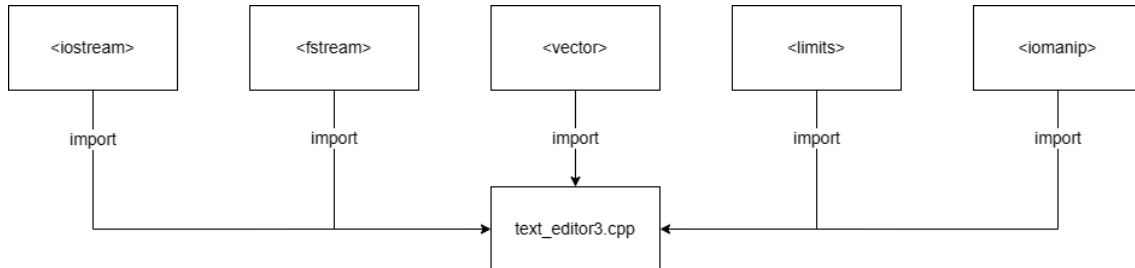 <iostream>
<fstream>
<vector>
<limits>
<iomanip>
import
import
import
import
import
text_editor3.cpp